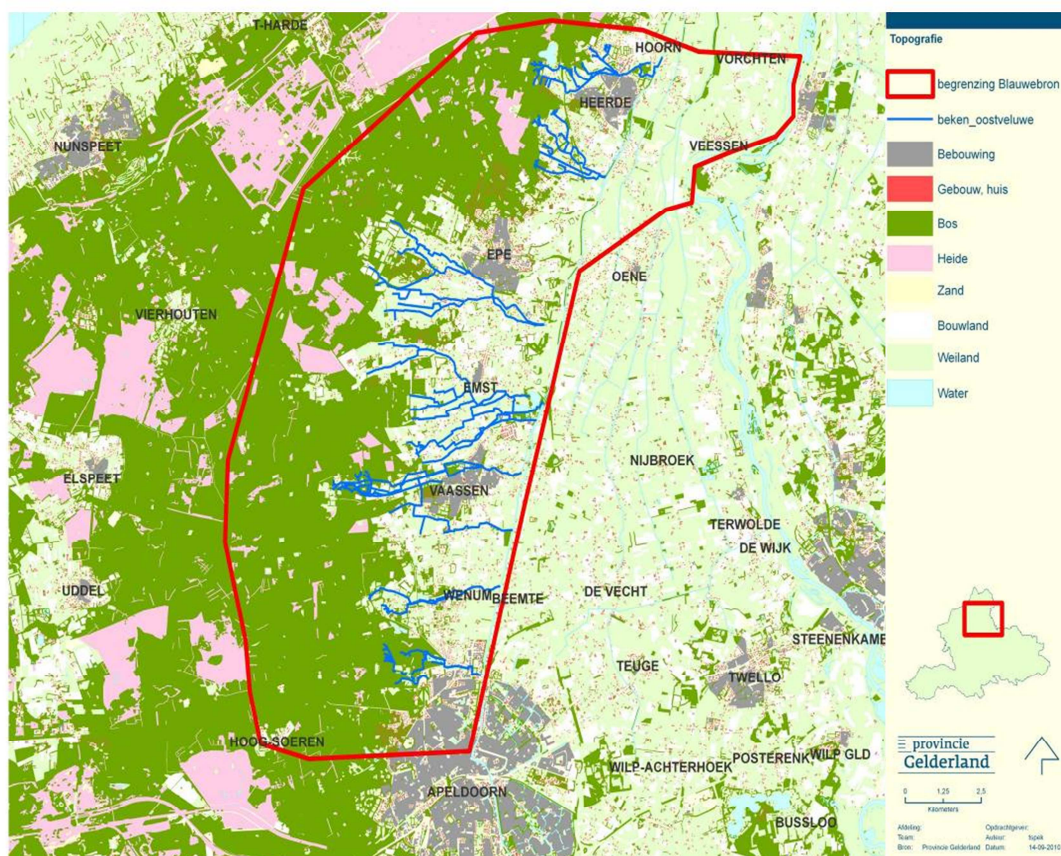 T-HARDE
HOORN
VORCHTEN
HEERDE
NUNSPEET
VEESSEN
EPE
OENE
VIERHOUTEN
EMST
ELSPEET
NIJBROEK
VAASSEN
TERWOLDE
DE WIJK
UDDEL
WENUM
BEEMTE
DE VECHT
STEENENKAME
TEUGE
TWELLO
HOOG-SOEREN
WILP-ACHTERHOEK
POSTERENK
WILP GLD
APELDOORN
BUSSLOO
Topografie
begrenzing Blauwebron
beken_oostveluwe
Bebouwing
Gebouw, huis
Bos
Heide
Zand
Bouwland
Weiland
Water
provincie
Gelderland
0 1,25 2,5
Kilometers
Afdeling: Opdrachtgever:
Team: Auteur: tspek
Bron: Provincie Gelderland Datum: 14-09-2010